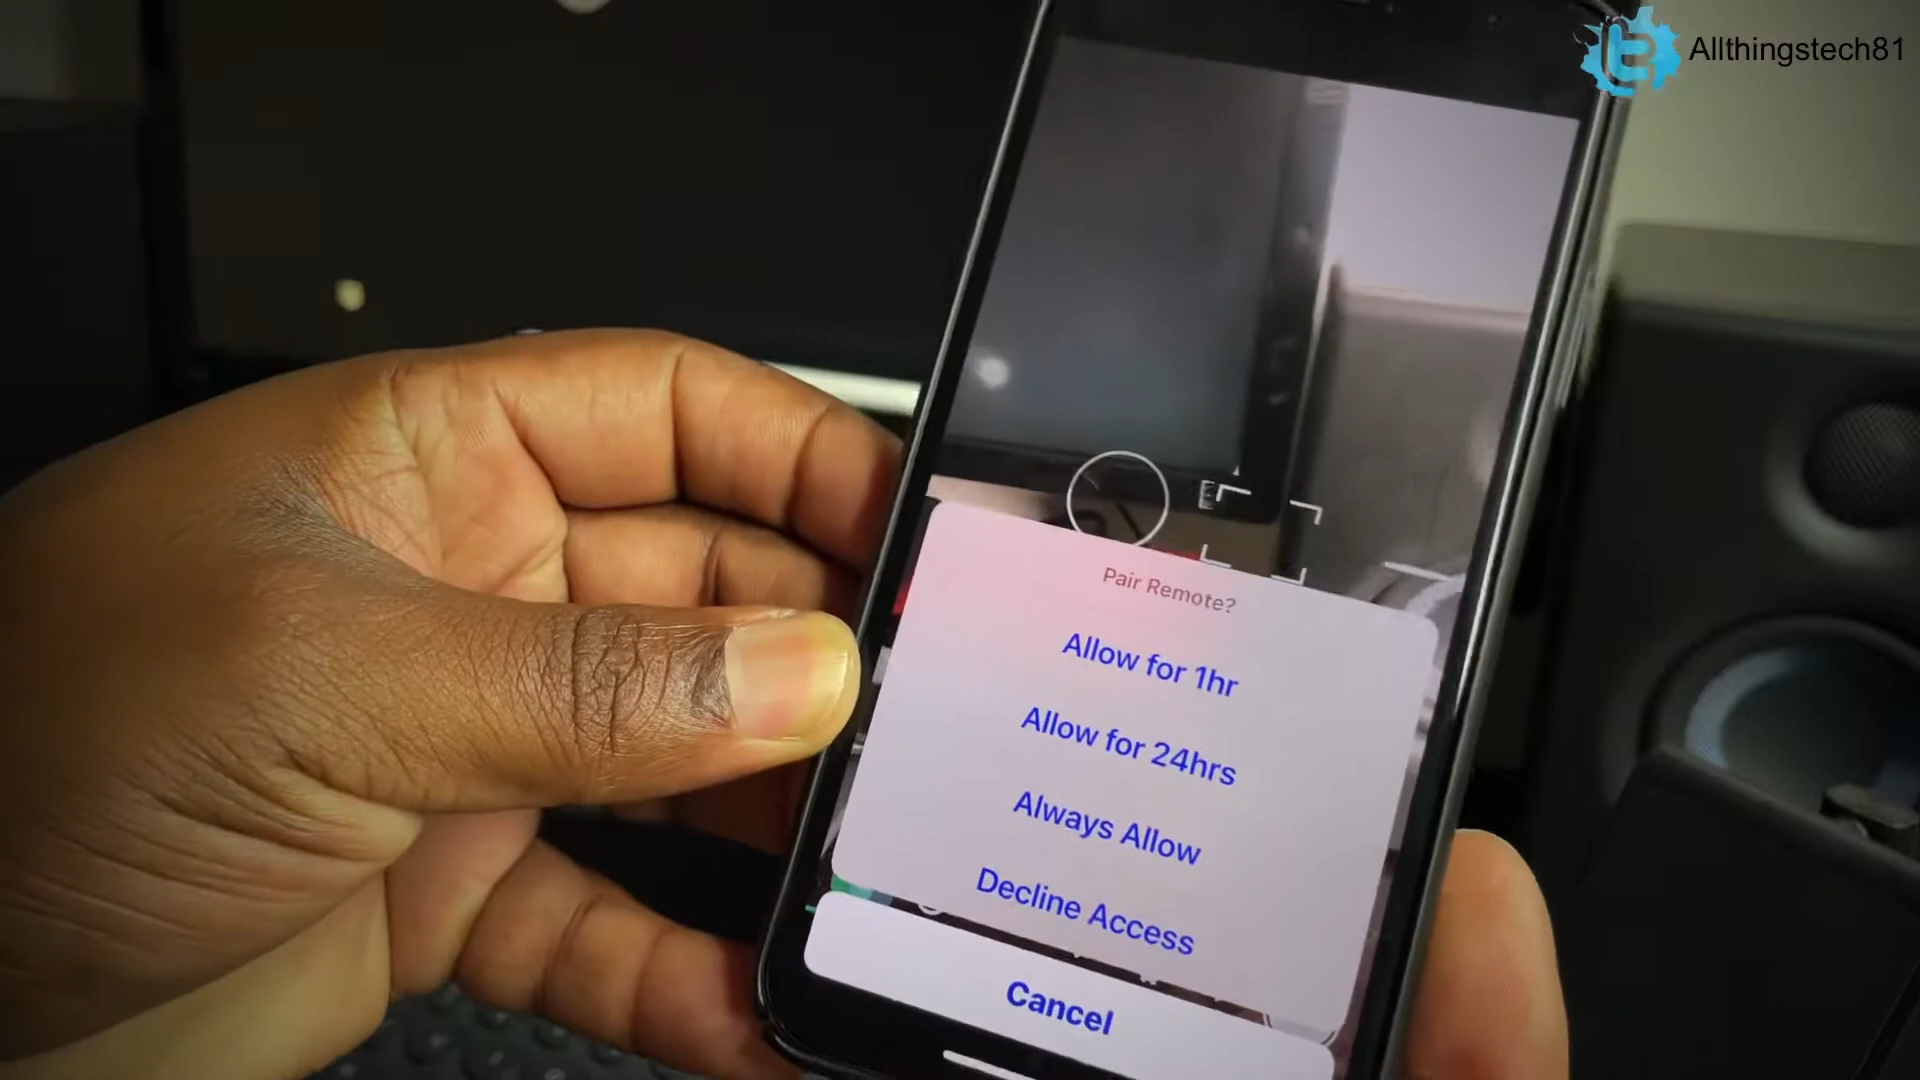 Allthingstech81
Pair Remote?
Allow for 1hr
Allow for 24hrs
Always Allow
Decline Access
Cancel